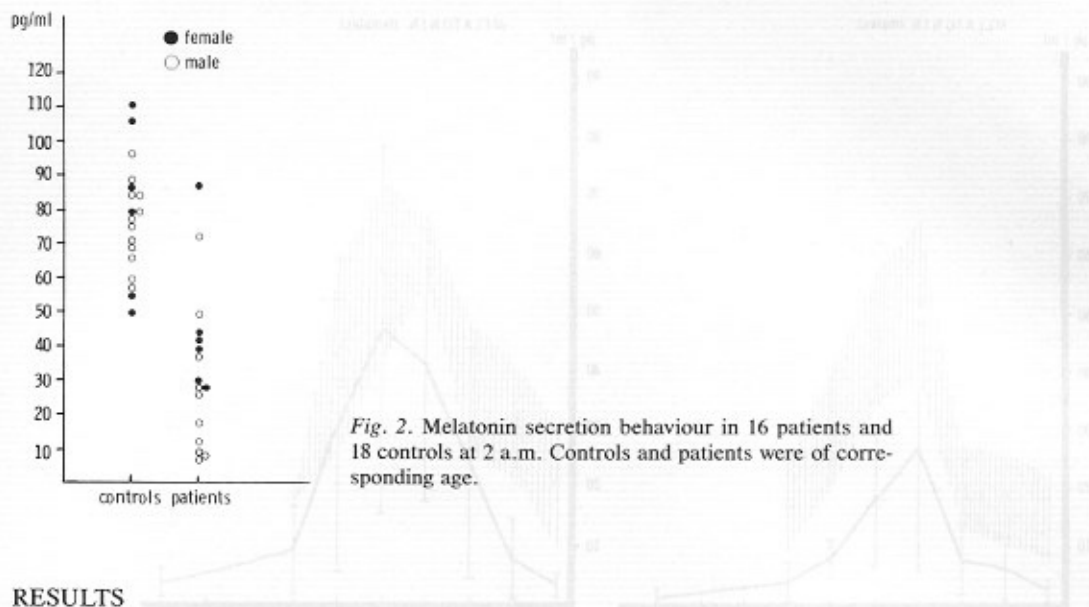 pg/ml
female
male
120
110
100
90
80
70
60
50
40
30
20
10
controls patients
Fig. 2. Melatonin secretion behaviour in 16 patients and
18 controls at 2 a.m. Controls and patients were of corre-
sponding age.
RESULTS